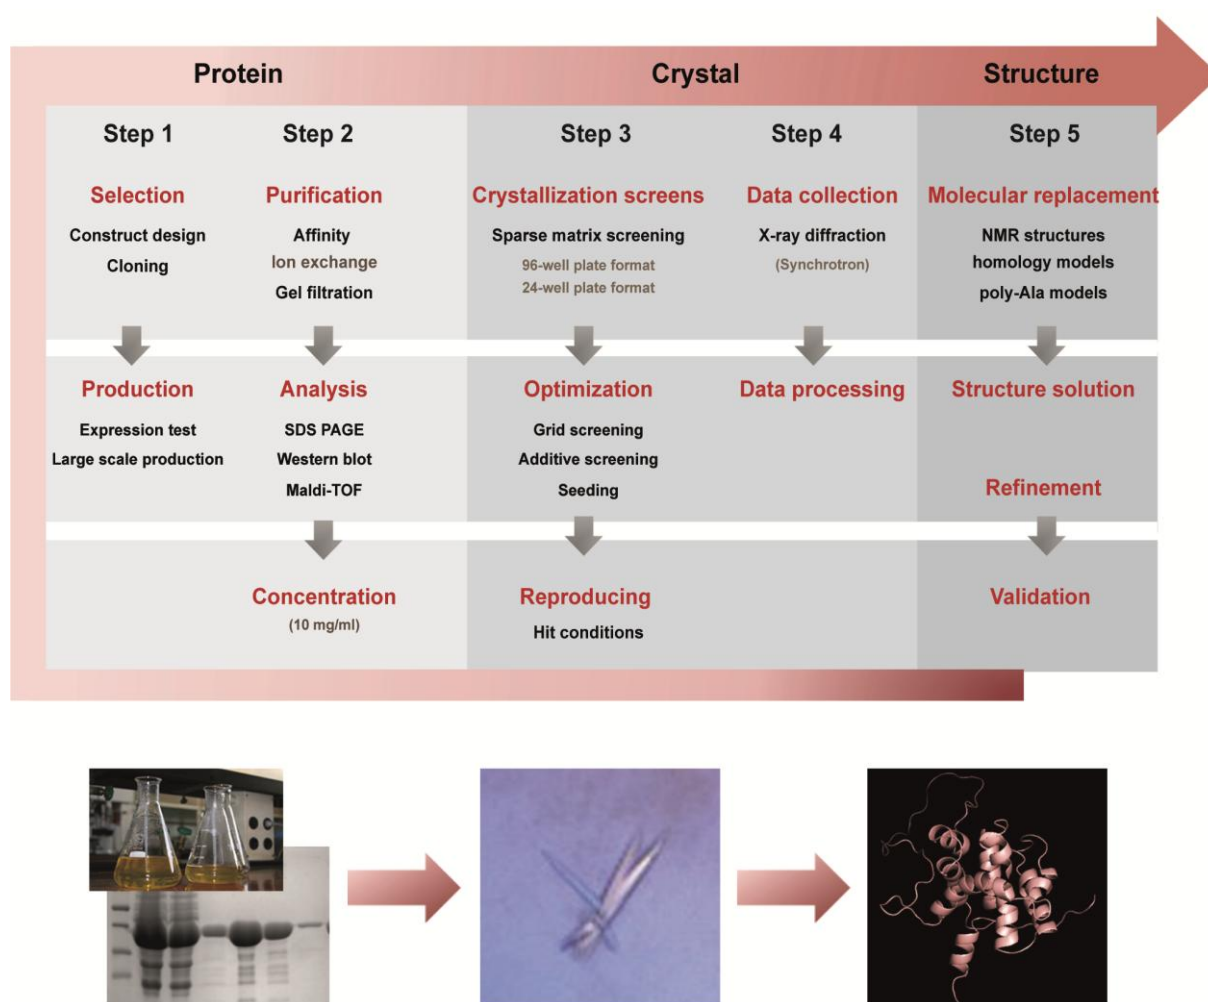 Protein
Crystal
Structure
Step 1
Step 2
Step 3
Step 4
Step 5
Selection
Construct design
Cloning
Purification
Affinity
Ion exchange
Gel filtration
Crystallization screens
Sparse matrix screening
96-well plate format
24-well plate format
Data collection
X-ray diffraction
(Synchrotron)
Molecular replacement
NMR structures
homology models
poly-Ala models
Production
Expression test
Large scale production
Analysis
SDS PAGE
Western blot
Maldi-TOF
Optimization
Grid screening
Additive screening
Seeding
Data processing
Structure solution
Refinement
Concentration
(10 mg/ml)
Reproducing
Hit conditions
Validation